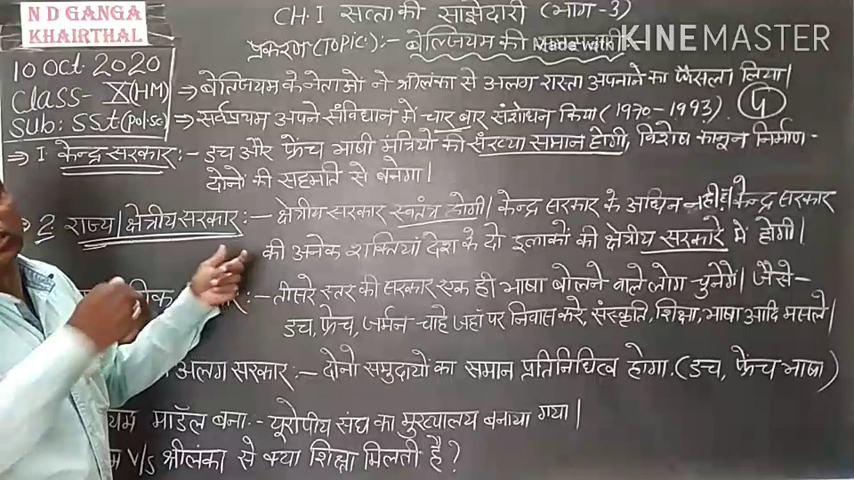 N D GANGA
KHAIRTHAL
CH.I सत्ता की साझेदारी (भाग-3)
प्रकरण (Topic):- बेल्जियम की
Made with KINEMASTER
10 Oct. 2020
Class- X(HM)
Sub: SSt(pol.sc)
⇒ बेल्जियम के नेताओं ने श्रीलंका से अलग रास्ता अपनाने का फैसला लिया।
⇒ सर्वप्रथम अपने संविधान में चार बार संशोधन किया (1970-1993). 4
⇒ 1. केन्द्र सरकार:- डच और फ्रेंच भाषी मंत्रियों की संख्या समान होगी, विशेष कानून निर्माण-
दोनों की सहमति से बनेगा।
2. राज्य/क्षेत्रीय सरकार:- क्षेत्रीय सरकार स्वतंत्र होगी। केन्द्र सरकार के अधिन नहीं। केन्द्र सरकार
की अनेक शक्तियां देश के दो इलाकों की क्षेत्रीय सरकारे में होगी।
:- तीसरे स्तर की सरकार एक ही भाषा बोलने वाले लोग चुनेगें। जैसे-
डच, फ्रेंच, जर्मन-चाहे जहां पर निवास करे, संस्कृति, शिक्षा, भाषा आदि मसले।
अलग सरकार:- दोनो समुदायों का समान प्रतिनिधित्व होगा. (डच, फ्रेंच भाषा)
यम मॉडल बना:- यूरोपीय संघ का मुख्यालय बनाया गया।
म V/s श्रीलंका से क्या शिक्षा मिलती है?